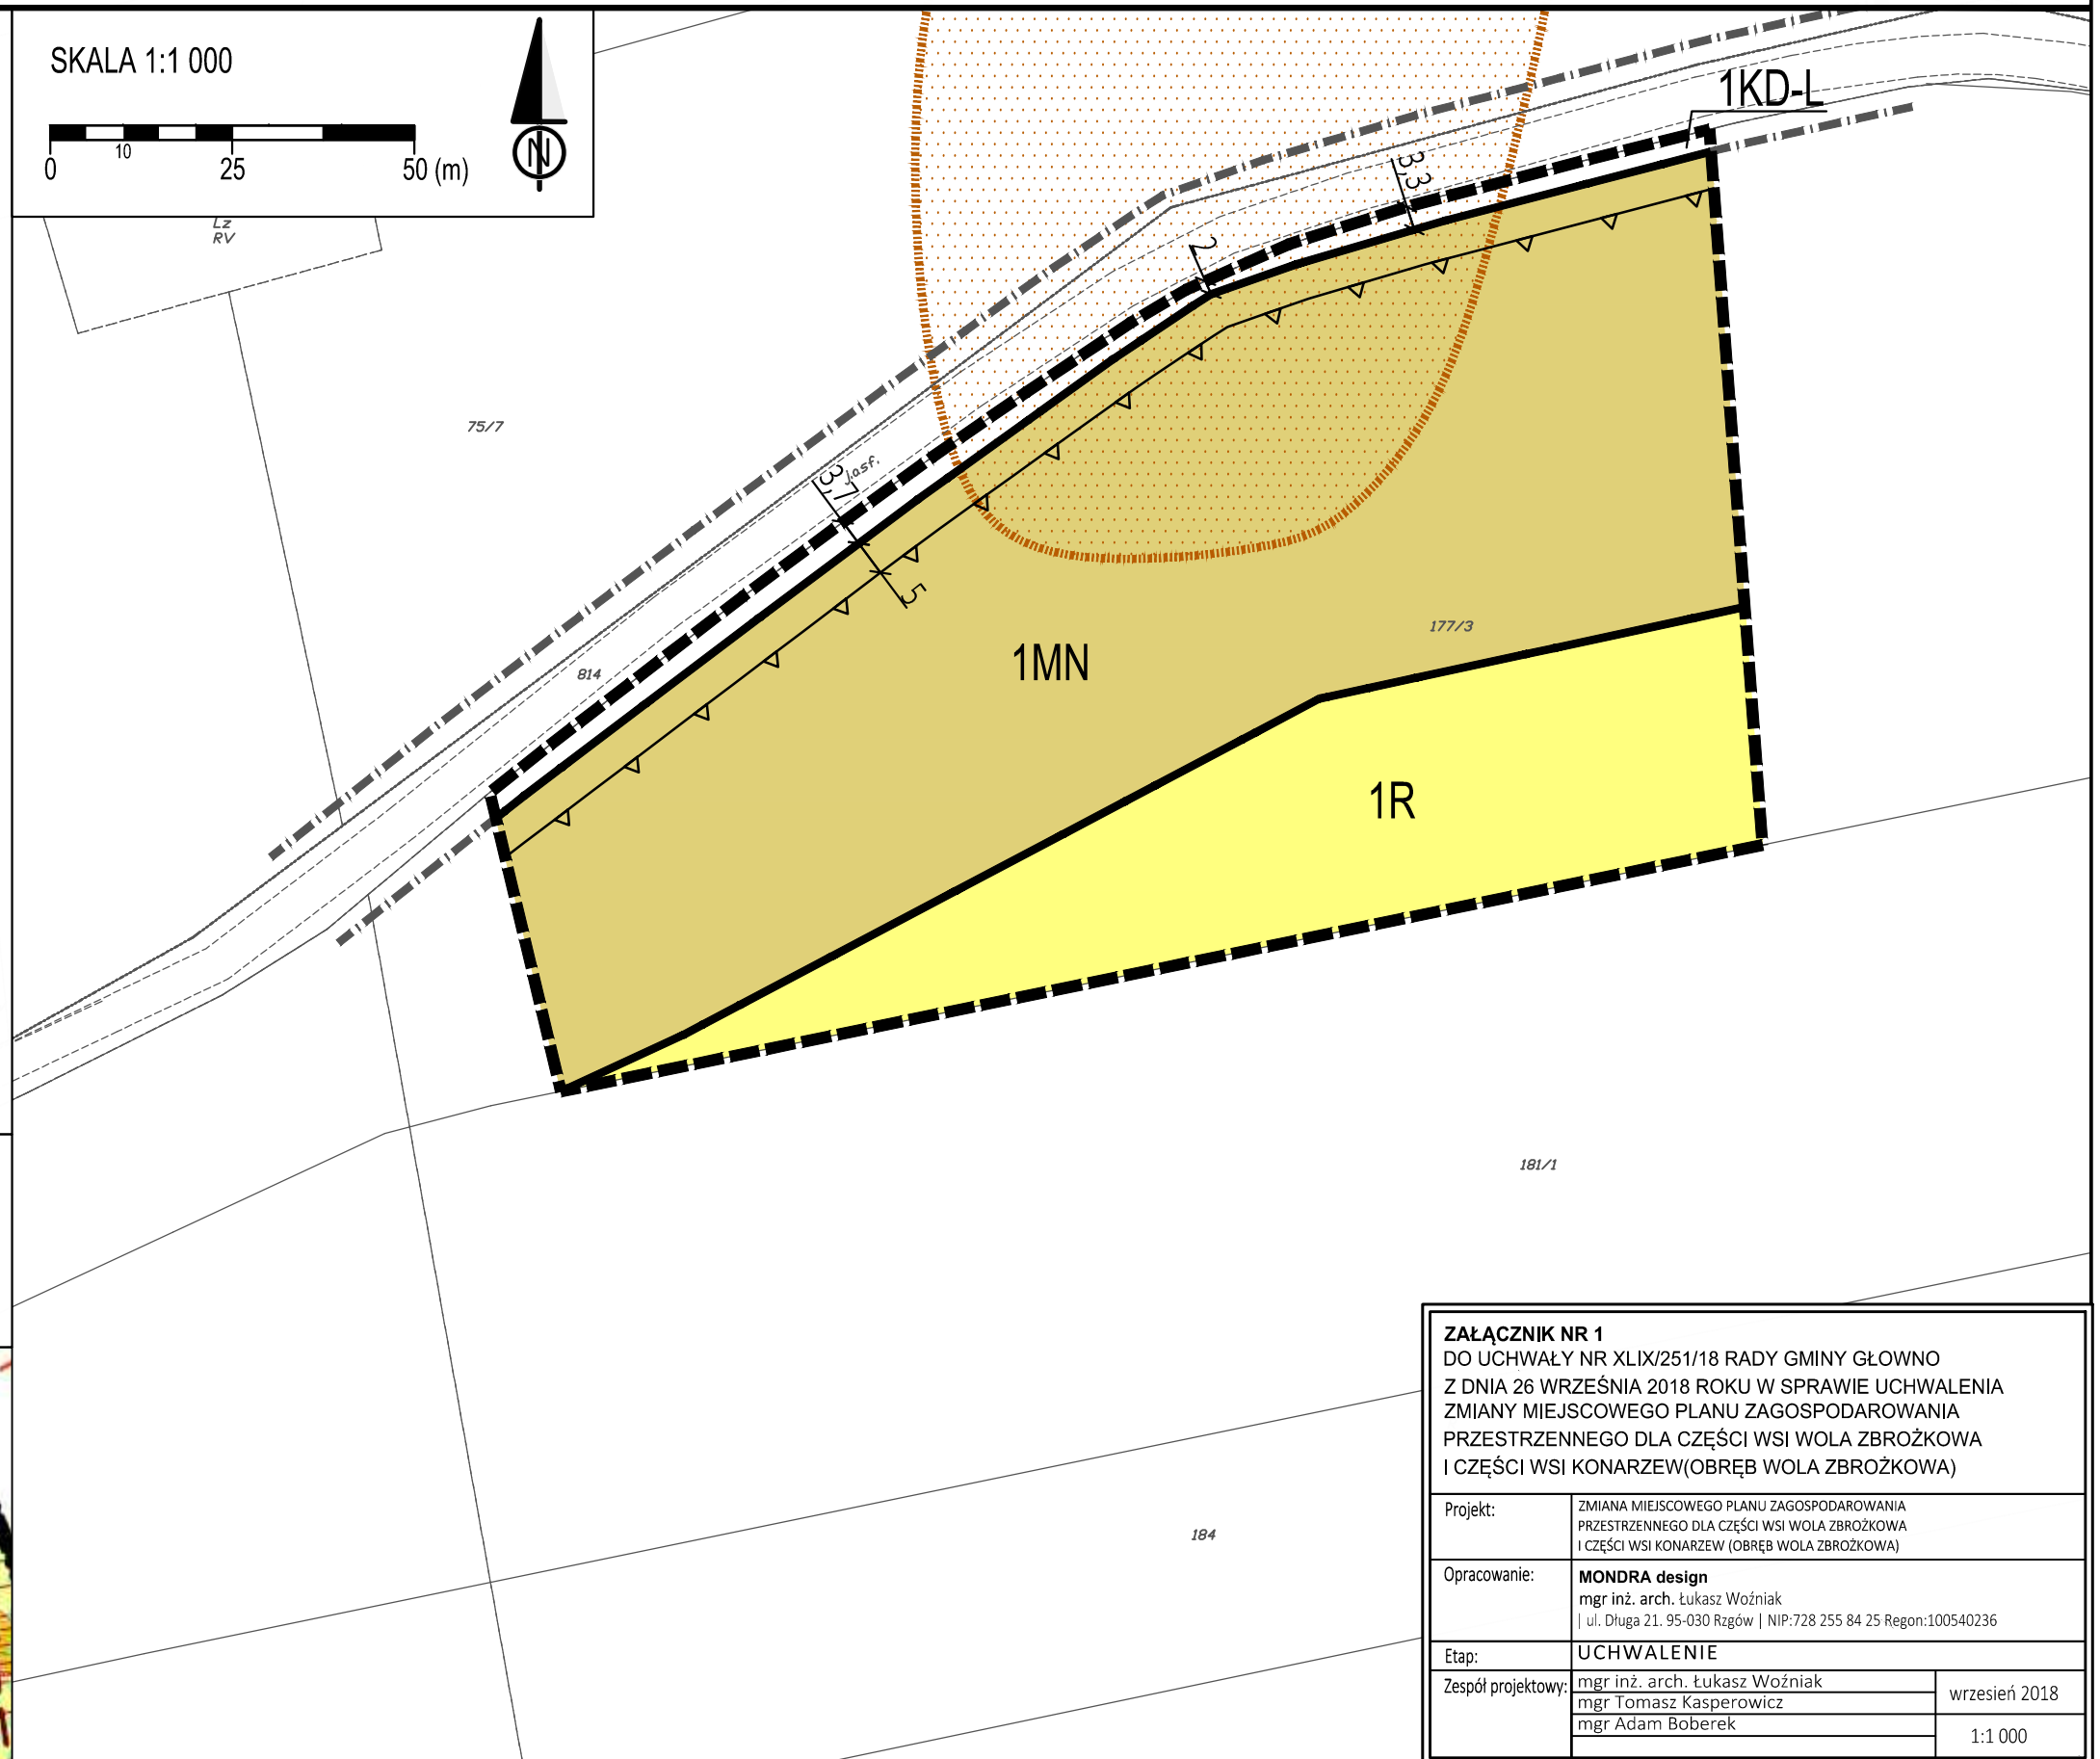 SKALA 1:1 000
0
10
25
50 (m)
N
1KD-L
Lz
RV
3,3
2
75/7
j.asf.
3,7
5
177/3
1MN
814
1R
181/1
184
ZAŁĄCZNIK NR 1
DO UCHWAŁY NR XLIX/251/18 RADY GMINY GŁOWNO
Z DNIA 26 WRZEŚNIA 2018 ROKU W SPRAWIE UCHWALENIA
ZMIANY MIEJSCOWEGO PLANU ZAGOSPODAROWANIA
PRZESTRZENNEGO DLA CZĘŚCI WSI WOLA ZBROŻKOWA
I CZĘŚCI WSI KONARZEW(OBRĘB WOLA ZBROŻKOWA)
Projekt:
ZMIANA MIEJSCOWEGO PLANU ZAGOSPODAROWANIA
PRZESTRZENNEGO DLA CZĘŚCI WSI WOLA ZBROŻKOWA
I CZĘŚCI WSI KONARZEW (OBRĘB WOLA ZBROŻKOWA)
Opracowanie:
MONDRA design
mgr inż. arch. Łukasz Woźniak
| ul. Długa 21. 95-030 Rzgów | NIP:728 255 84 25 Regon:100540236
Etap:
UCHWALENIE
Zespół projektowy:
mgr inż. arch. Łukasz Woźniak
mgr Tomasz Kasperowicz
mgr Adam Boberek
wrzesień 2018
1:1 000